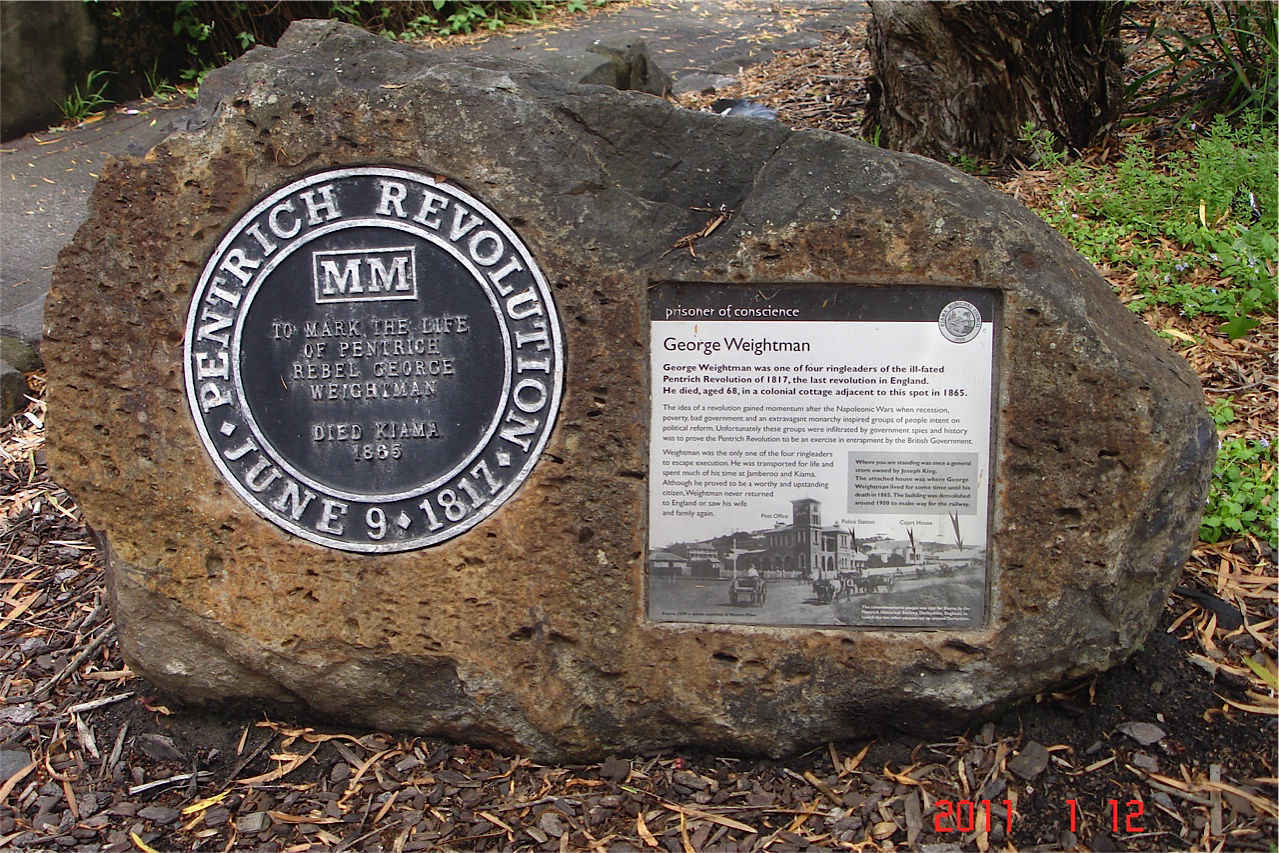 PENTRICH REVOLUTION
MM
TO MARK THE LIFE
OF PENTRICH
REBEL GEORGE
WEIGHTMAN
DIED KIAMA
1865
JUNE 9 1817
prisoner of conscience
George Weightman
George Weightman was one of four ringleaders of the ill-fated
Pentrich Revolution of 1817, the last revolution in England.
He died, aged 68, in a colonial cottage adjacent to this spot in 1865.
The idea of a revolution gained momentum after the Napoleonic Wars when recession,
poverty, bad government and an extravagant monarchy inspired groups of people intent on
political reform. Unfortunately these groups were infiltrated by government spies and history
was to prove the Pentrich Revolution to be an exercise in entrapment by the British Government.
Weightman was the only one of the four ringleaders
to escape execution. He was transported for life and
spent much of his time at Jamberoo and Kiama.
Although he proved to be a worthy and upstanding
citizen, Weightman never returned
to England or saw his wife
and family again.
Where you are standing was once a general
store owned by Joseph King.
The attached house was where George
Weightman lived for some time until his
death in 1865. The building was demolished
around 1950 to make way for the railway.
Post Office
Police Station
Court House
2011 1 12